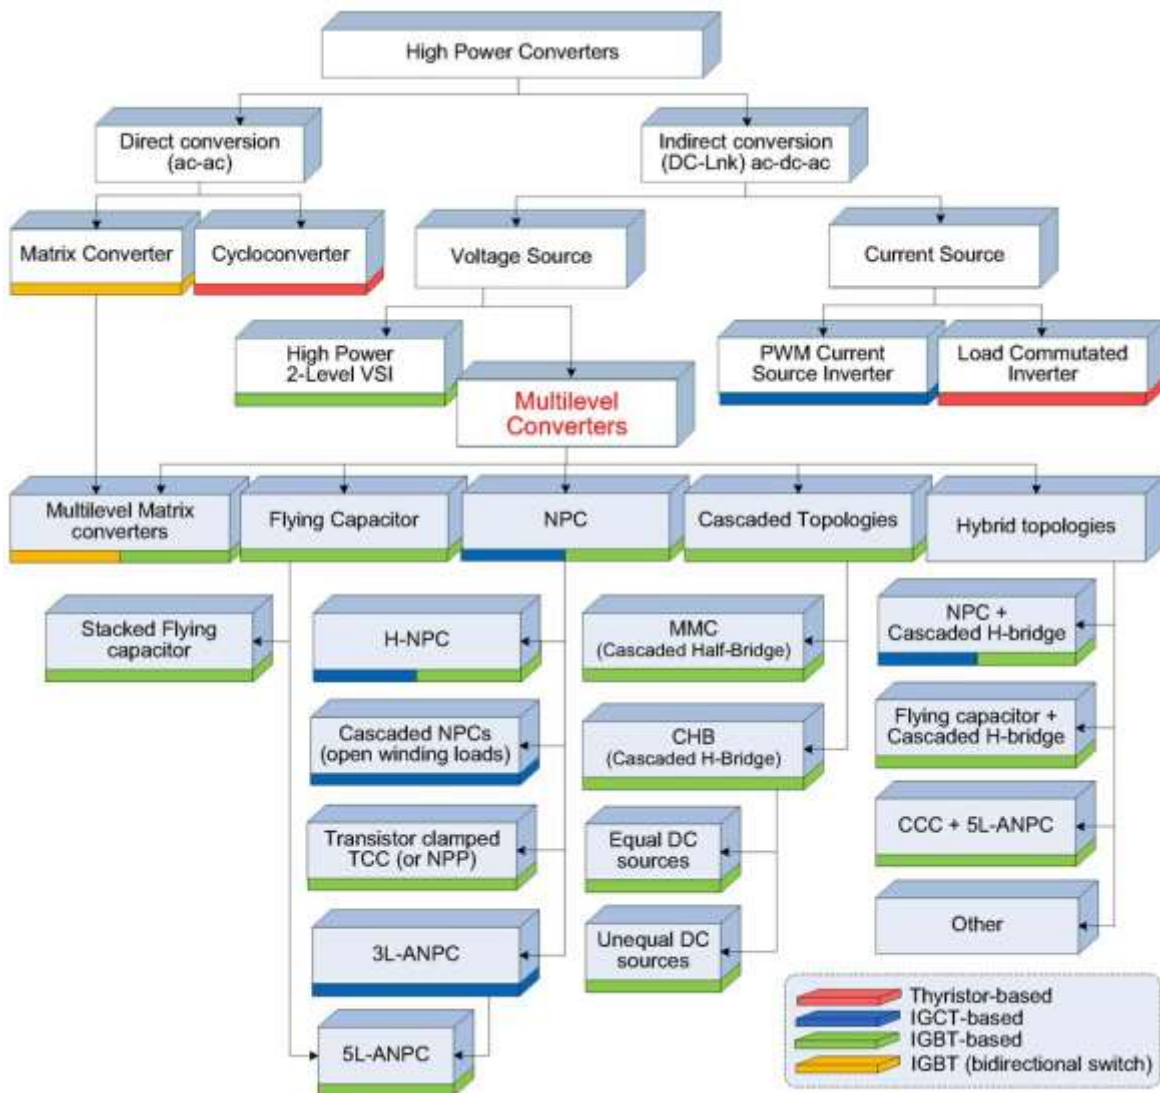 High Power Converters
Direct conversion
(ac-ac)
Indirect conversion
(DC-Lnk) ac-dc-ac
Matrix Converter
Cycloconverter
Voltage Source
Current Source
High Power
2-Level VSI
PWM Current
Source Inverter
Load Commutated
Inverter
Multilevel
Converters
Multilevel Matrix
converters
Flying Capacitor
NPC
Cascaded Topologies
Hybrid topologies
Stacked Flying
capacitor
H-NPC
MMC
(Cascaded Half-Bridge)
NPC +
Cascaded H-bridge
Cascaded NPCs
(open winding loads)
CHB
(Cascaded H-Bridge)
Flying capacitor +
Cascaded H-bridge
Transistor clamped
TCC (or NPP)
Equal DC
sources
CCC + 5L-ANPC
3L-ANPC
Unequal DC
sources
Other
5L-ANPC
Thyristor-based
IGCT-based
IGBT-based
IGBT (bidirectional switch)